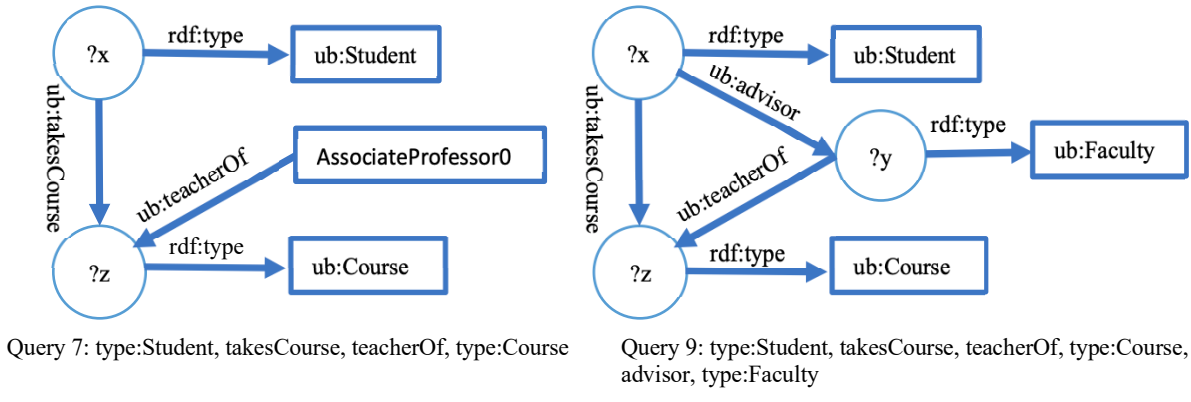 ?x
rdf:type
ub:Student
ub:takesCourse
AssociateProfessor0
ub:teacherOf
?z
rdf:type
ub:Course
Query 7: type:Student, takesCourse, teacherOf, type:Course
?x
rdf:type
ub:Student
ub:advisor
ub:takesCourse
?y
rdf:type
ub:Faculty
ub:teacherOf
?z
rdf:type
ub:Course
Query 9: type:Student, takesCourse, teacherOf, type:Course,
advisor, type:Faculty